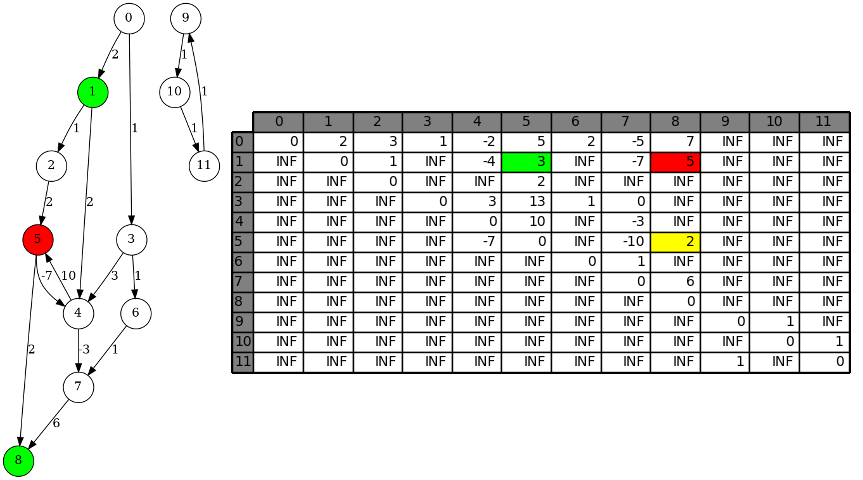 0
9
2
1
1
10
1
1
1
1
11
2
2
2
5
3
-7
10
3
1
4
6
2
-3
1
7
6
8
0 1 2 3 4 5 6 7 8 9 10 11
0 0 2 3 1 -2 5 2 -5 7 INF INF INF
1 INF 0 1 INF -4 3 INF -7 5 INF INF INF
2 INF INF 0 INF INF 2 INF INF INF INF INF INF
3 INF INF INF 0 3 13 1 0 INF INF INF INF
4 INF INF INF INF 0 10 INF -3 INF INF INF INF
5 INF INF INF INF -7 0 INF -10 2 INF INF INF
6 INF INF INF INF INF INF 0 1 INF INF INF INF
7 INF INF INF INF INF INF INF 0 6 INF INF INF
8 INF INF INF INF INF INF INF INF 0 INF INF INF
9 INF INF INF INF INF INF INF INF INF 0 1 INF
10 INF INF INF INF INF INF INF INF INF INF 0 1
11 INF INF INF INF INF INF INF INF INF 1 INF 0